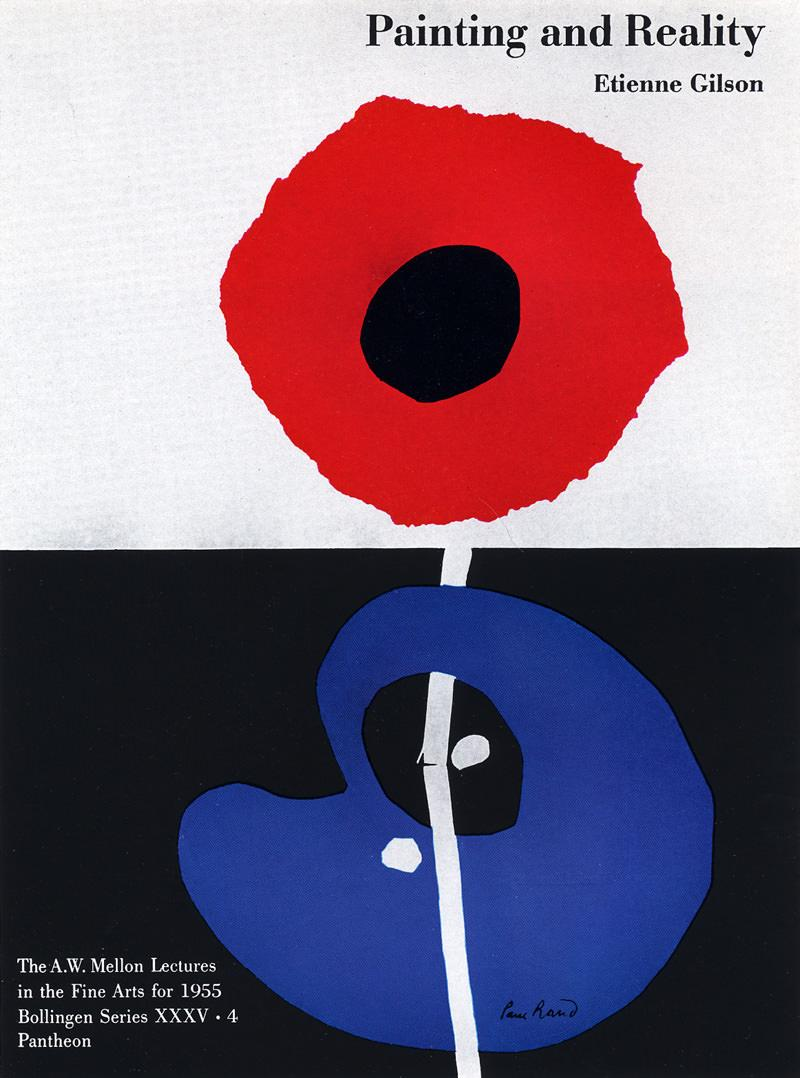 Painting and Reality
Etienne Gilson
The A.W. Mellon Lectures
in the Fine Arts for 1955
Bollingen Series XXXV · 4
Pantheon
Paul Rand